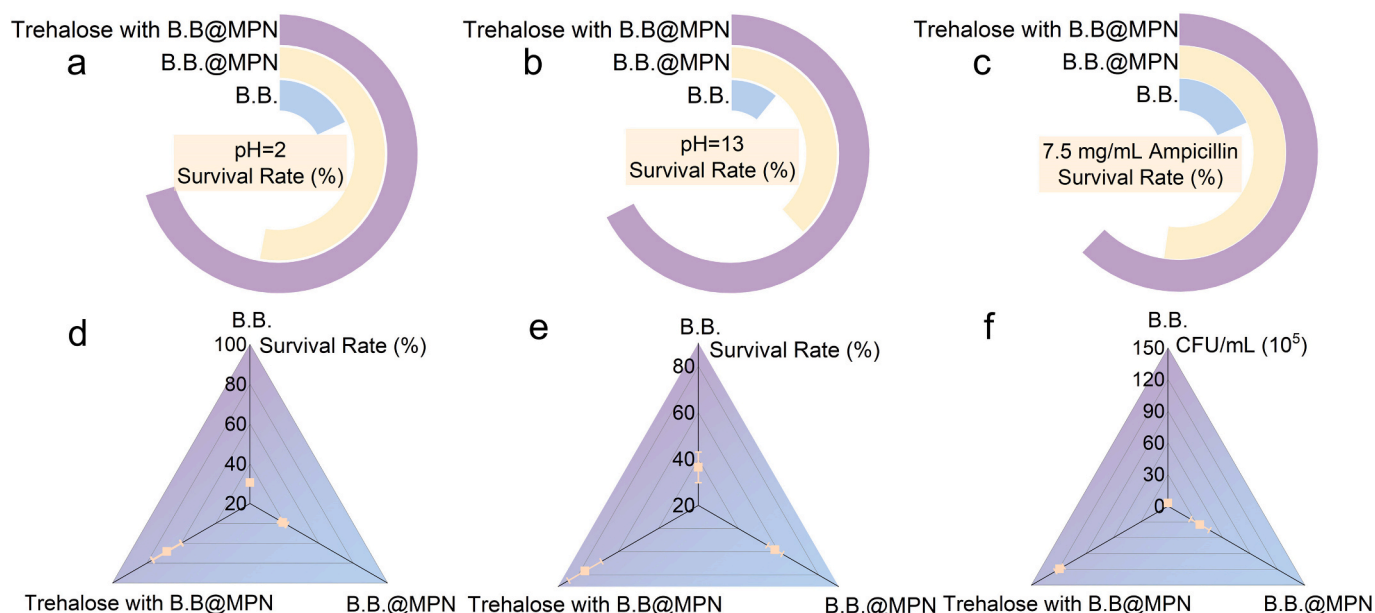 Trehalose with B.B@MPN
a
B.B.@MPN
B.B.
pH=2
Survival Rate (%)
Trehalose with B.B@MPN
b
B.B.@MPN
B.B.
pH=13
Survival Rate (%)
Trehalose with B.B@MPN
c
B.B.@MPN
B.B.
7.5 mg/mL Ampicillin
Survival Rate (%)
d
B.B.
Survival Rate (%)
100
80
60
40
20
Trehalose with B.B@MPN
B.B.@MPN
e
B.B.
Survival Rate (%)
80
60
40
20
Trehalose with B.B@MPN
B.B.@MPN
f
B.B.
CFU/mL (10⁵)
150
120
90
60
30
0
Trehalose with B.B@MPN
B.B.@MPN